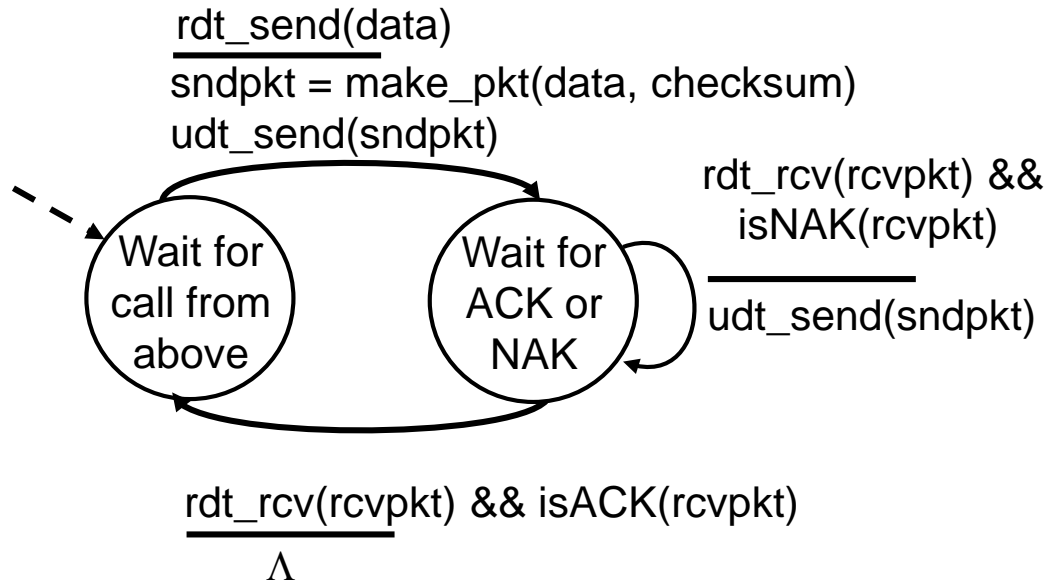 rdt_send(data)
sndpkt = make_pkt(data, checksum)
udt_send(sndpkt)
rdt_rcv(rcvpkt) &&
isNAK(rcvpkt)
udt_send(sndpkt)
Wait for
call from
above
Wait for
ACK or
NAK
rdt_rcv(rcvpkt) && isACK(rcvpkt)
Λ